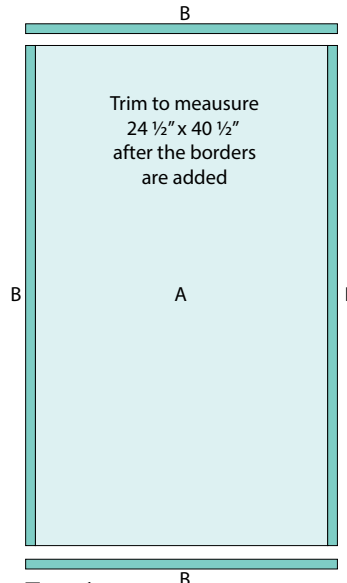 B
Trim to meausure
24 ½” x 40 ½”
after the borders
are added
B A
B